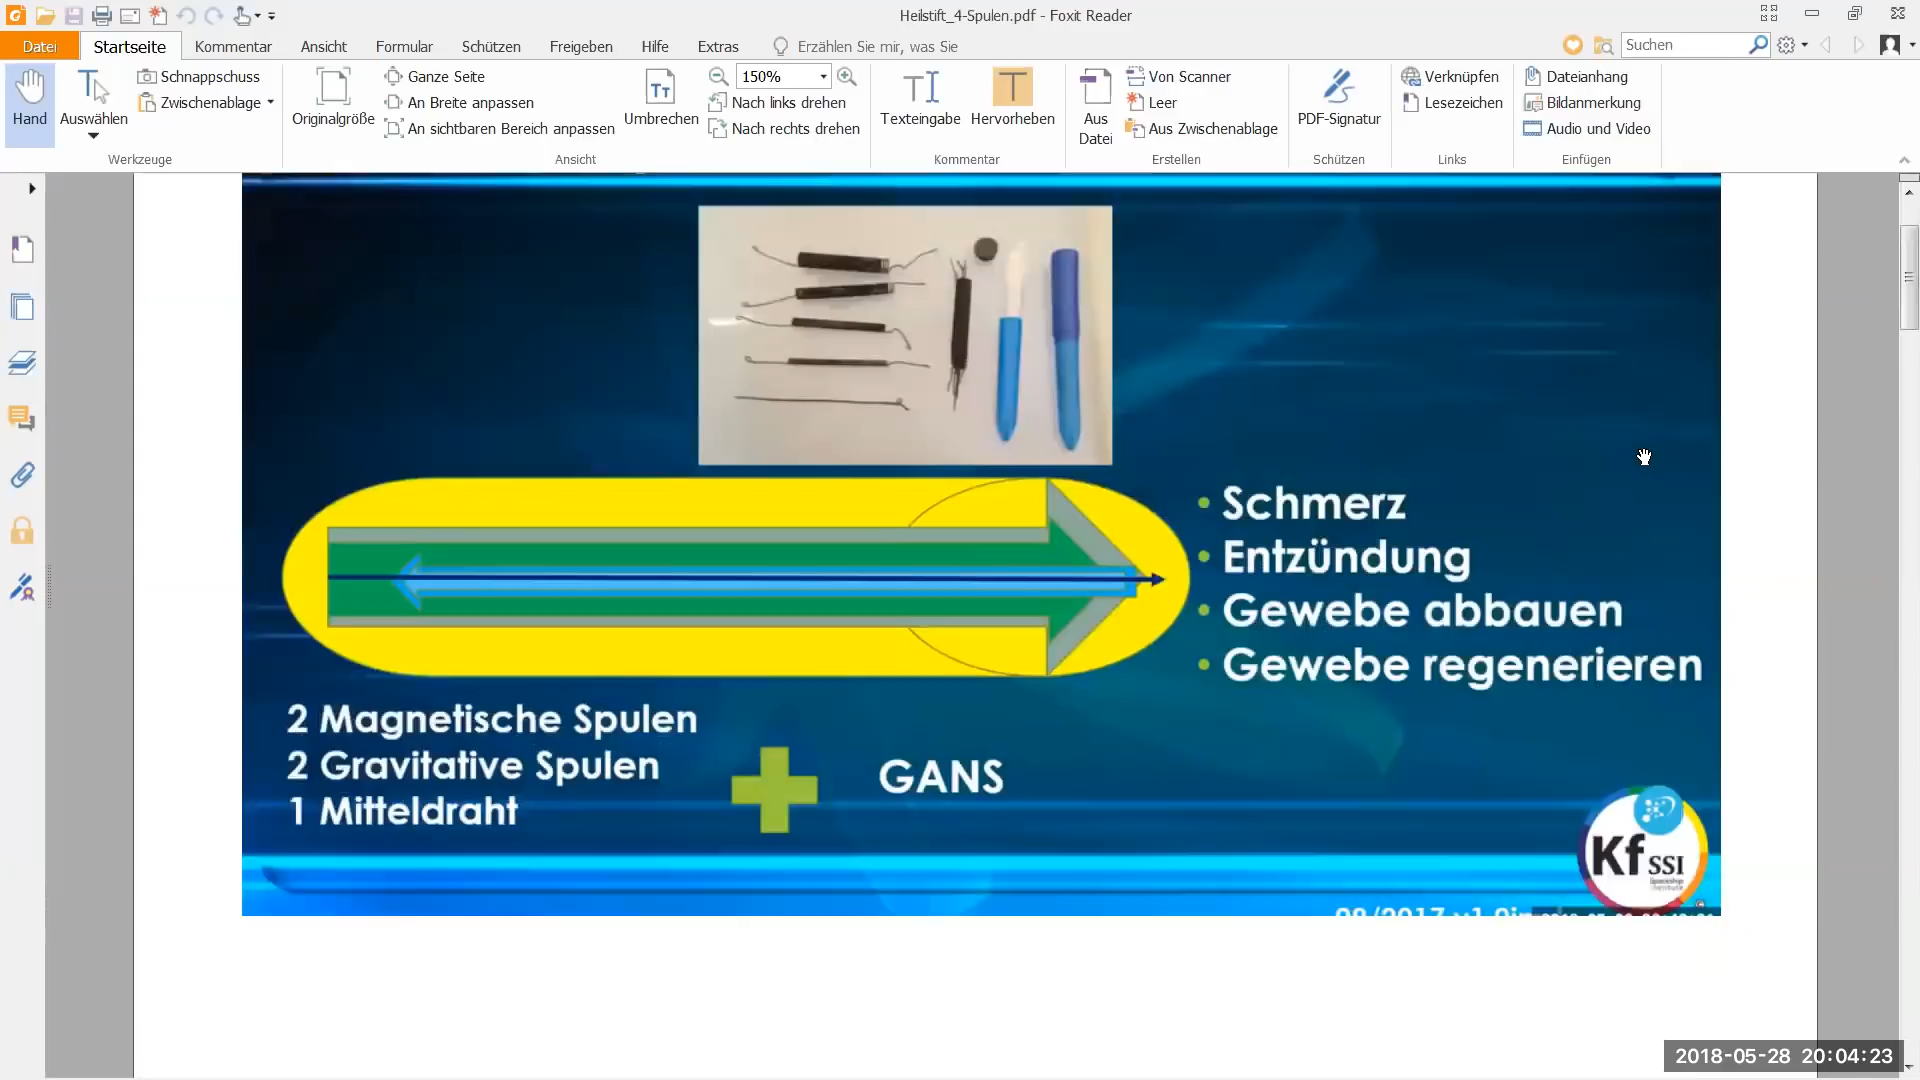 Heilstift_4-Spulen.pdf - Foxit Reader
Datei Startseite Kommentar Ansicht Formular Schützen Freigeben Hilfe Extras Erzählen Sie mir, was Sie Suchen
Hand
Auswählen
Schnappschuss
Zwischenablage
Werkzeuge
Originalgröße
Ganze Seite
An Breite anpassen
An sichtbaren Bereich anpassen
Umbrechen
150%
Nach links drehen
Nach rechts drehen
Ansicht
Texteingabe
Hervorheben
Kommentar
Aus
Datei
Von Scanner
Leer
Aus Zwischenablage
Erstellen
PDF-Signatur
Schützen
Verknüpfen
Lesezeichen
Links
Dateianhang
Bildanmerkung
Audio und Video
Einfügen
• Schmerz
• Entzündung
• Gewebe abbauen
• Gewebe regenerieren
2 Magnetische Spulen
2 Gravitative Spulen
1 Mitteldraht
GANS
Kf SSI
2018-05-28 20:04:23